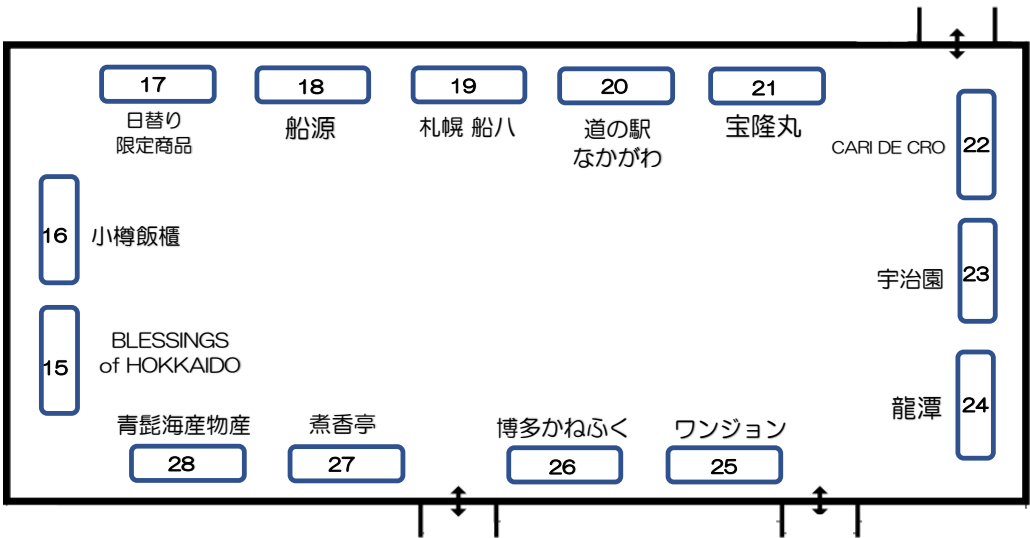 17
日替り
限定商品
18
船源
19
札幌 船八
20
道の駅
なかがわ
21
宝隆丸
22
CARI DE CRO
16
小樽飯櫃
23
宇治園
15
BLESSINGS
of HOKKAIDO
24
龍潭
青髭海産物産
28
煮香亭
27
博多かねふく
26
ワンジョン
25